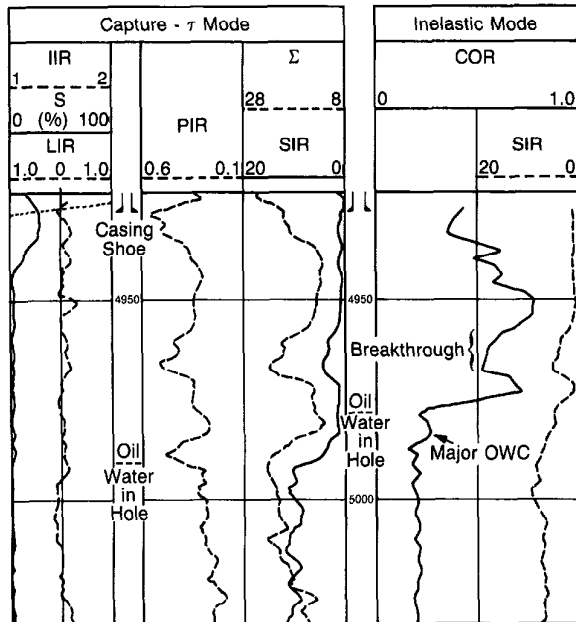 Capture - τ Mode
Inelastic Mode
IIR
1 2
S
0 (%) 100
LIR
1.0 0 1.0
PIR
0.6 0.1
Σ
28 8
SIR
20 0
COR
0 1.0
SIR
20 0
Casing
Shoe
4950
4950
Breakthrough
Oil
Water
in
Hole
Major OWC
Oil
Water
in
Hole
5000
5000